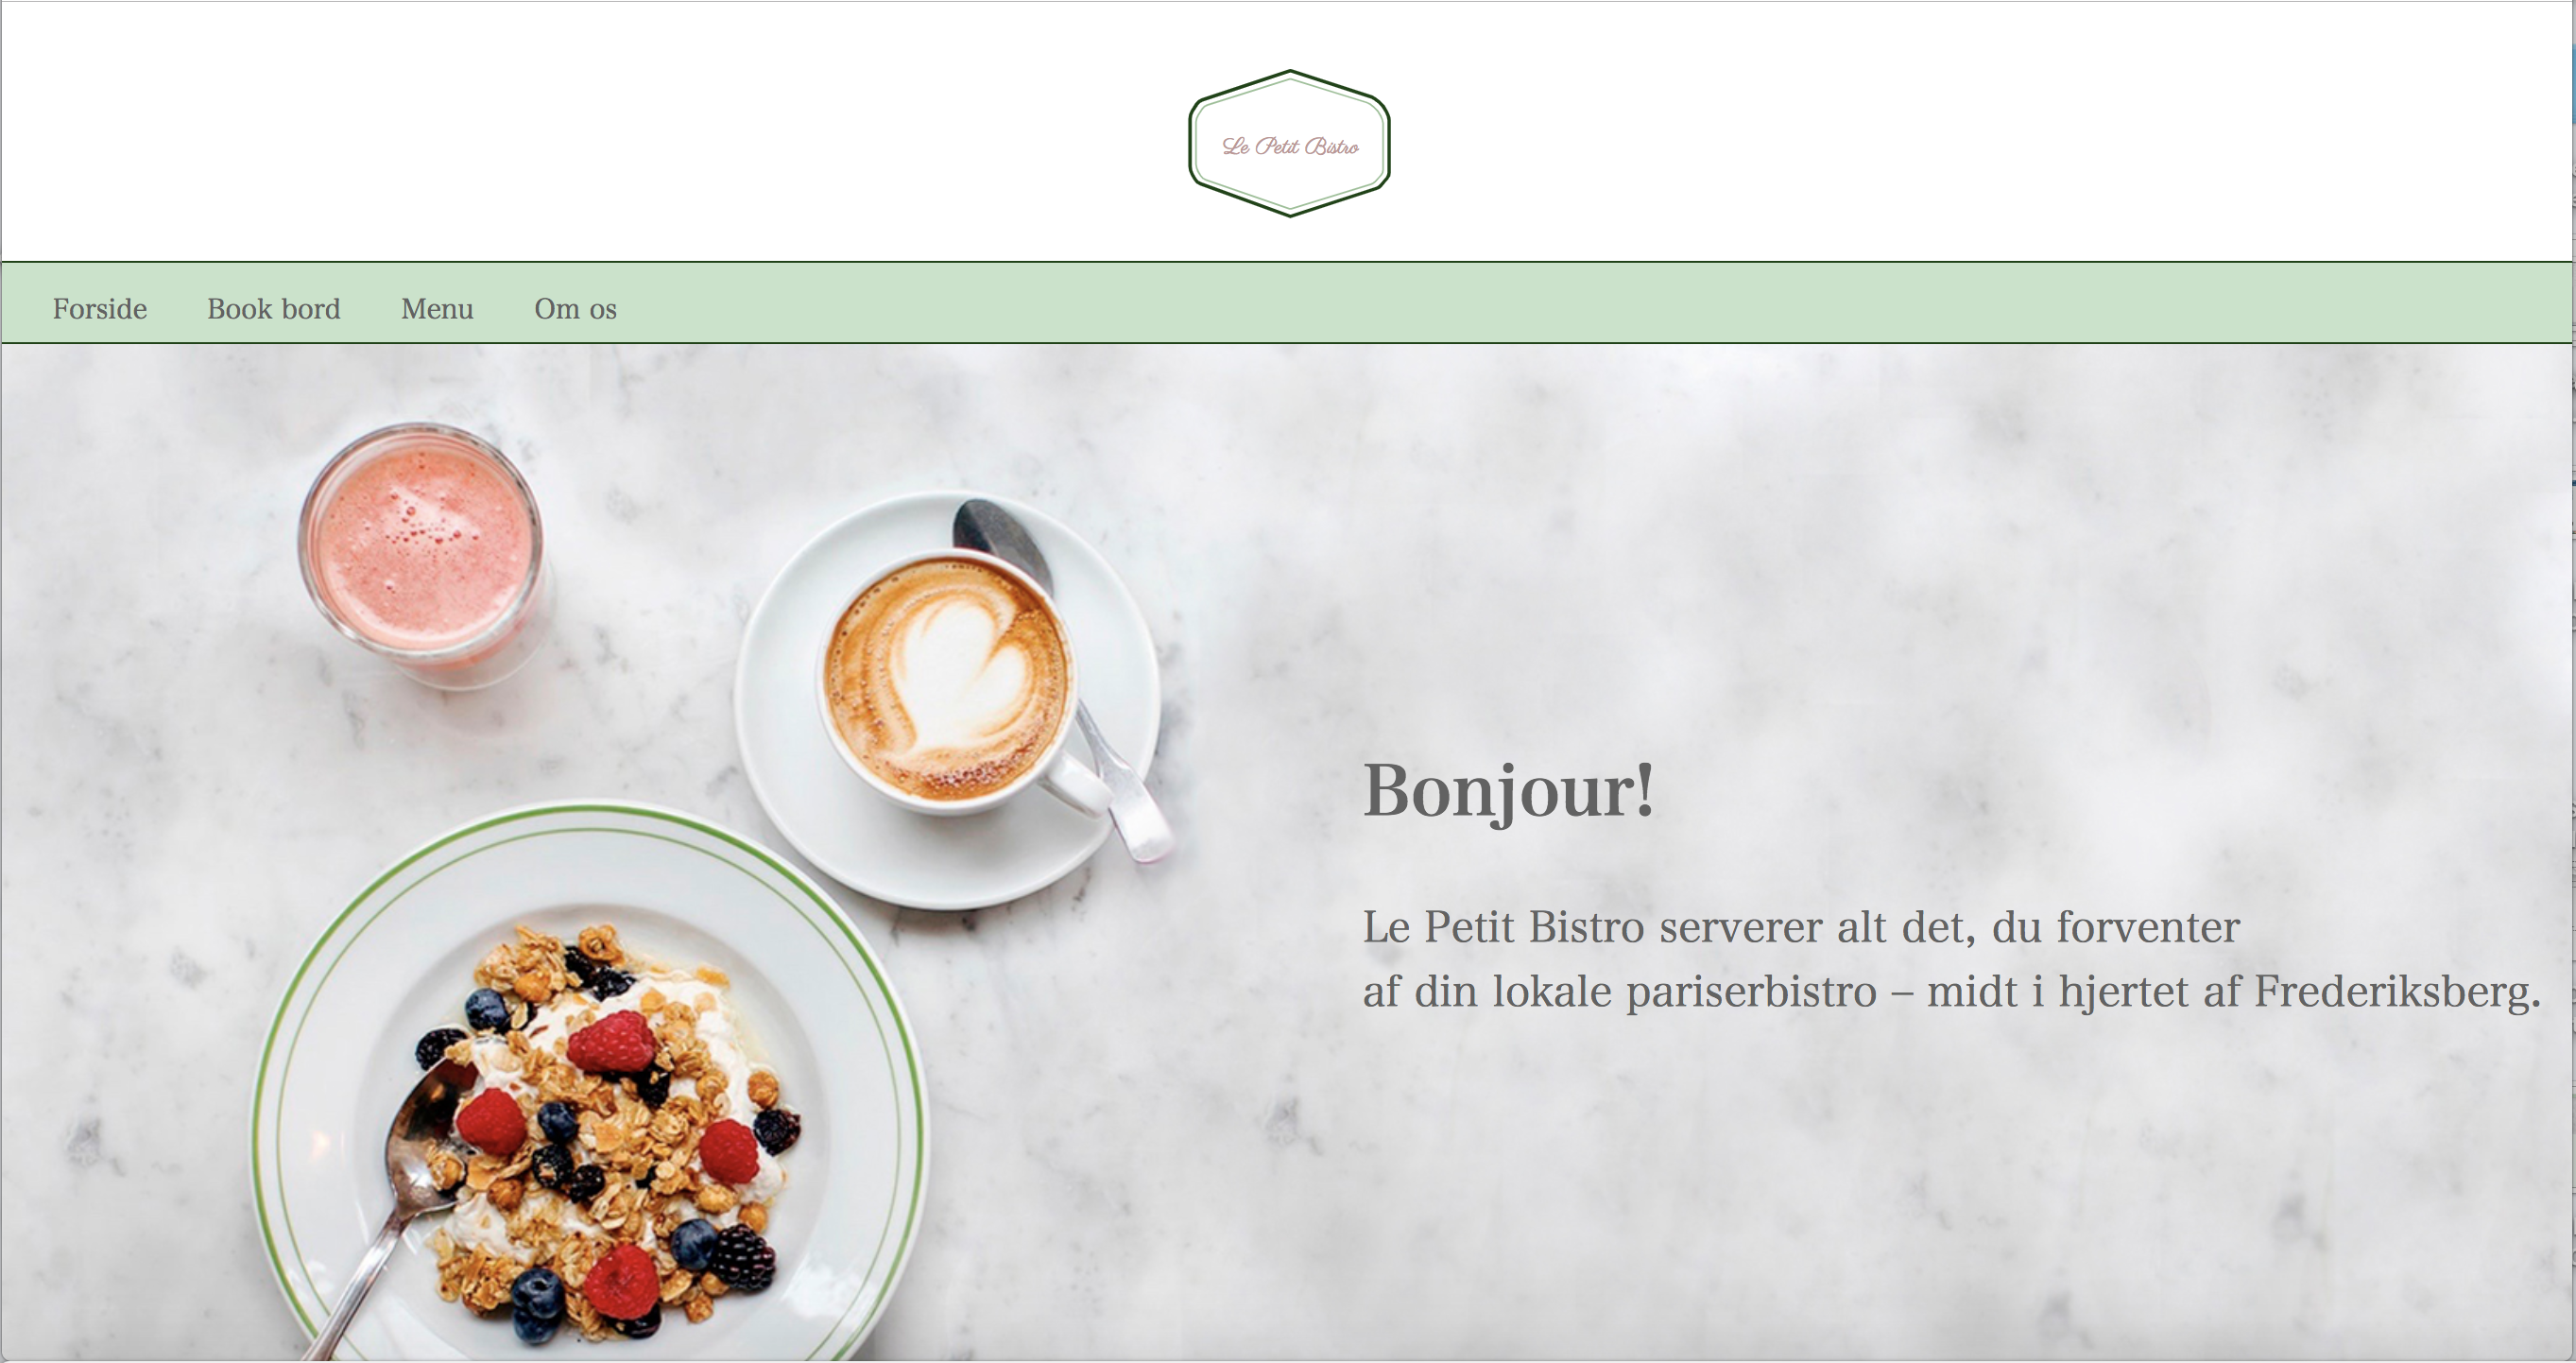 Le Petit Bistro
Forside
Book bord
Menu
Om os
Bonjour!
Le Petit Bistro serverer alt det, du forventer
af din lokale pariserbistro – midt i hjertet af Frederiksberg.